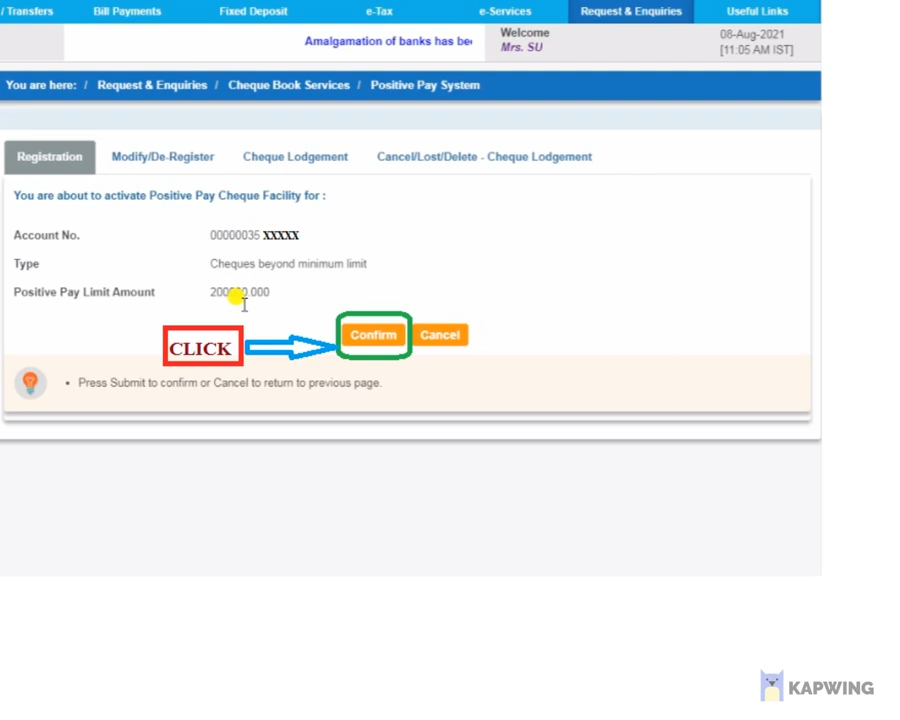 / Transfers Bill Payments Fixed Deposit e-Tax e-Services Request & Enquiries Useful Links
Amalgamation of banks has bee
Welcome
Mrs. SU
08-Aug-2021
[11:05 AM IST]
You are here: / Request & Enquiries / Cheque Book Services / Positive Pay System
Registration Modify/De-Register Cheque Lodgement Cancel/Lost/Delete - Cheque Lodgement
You are about to activate Positive Pay Cheque Facility for :
Account No. 00000035 XXXXX
Type Cheques beyond minimum limit
Positive Pay Limit Amount
Confirm Cancel
CLICK
• Press Submit to confirm or Cancel to return to previous page.
KAPWING